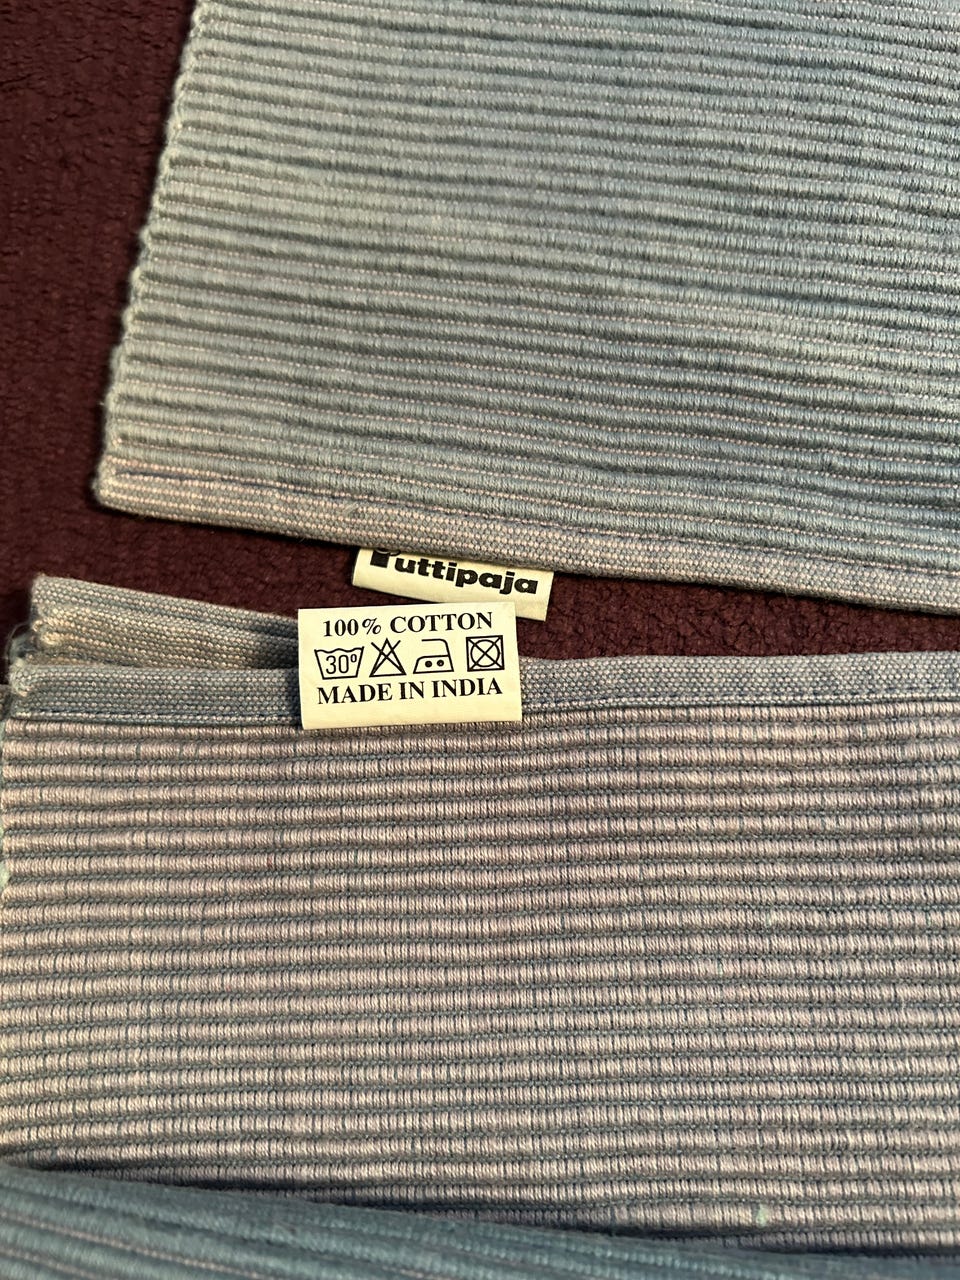 Puttipaja
100% COTTON
30°
MADE IN INDIA